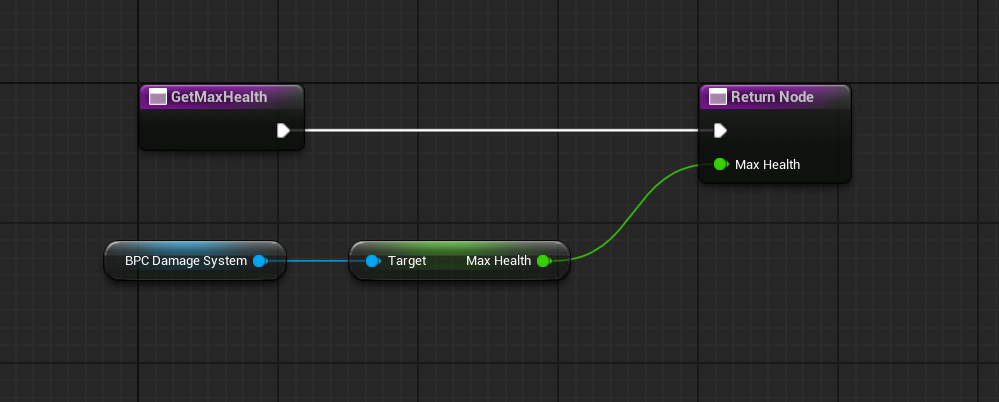 GetMaxHealth
Return Node
Max Health
BPC Damage System
Target
Max Health